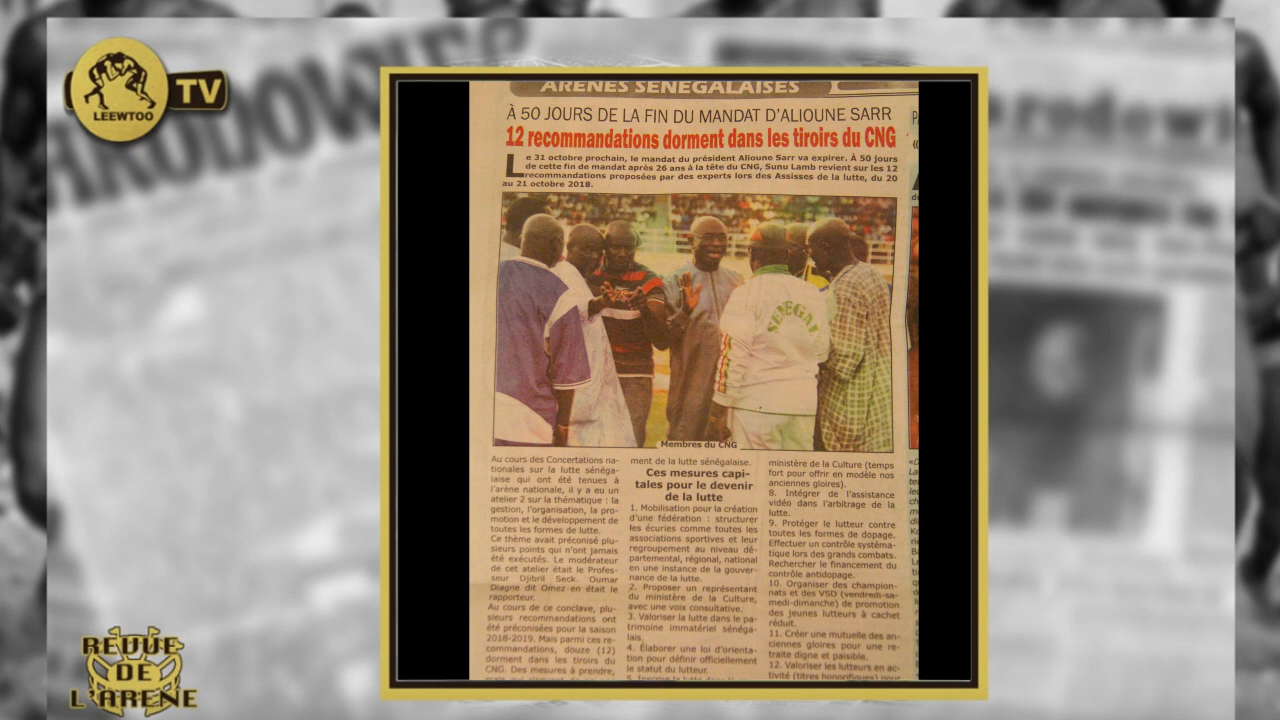 LEEWTOO
TV
ARÈNES SÉNÉGALAISES
À 50 JOURS DE LA FIN DU MANDAT D'ALIOUNE SARR
12 recommandations dorment dans les tiroirs du CNG
Le 31 octobre prochain, le mandat du président Alioune Sarr va expirer. À 50 jours
de cette fin de mandat après 26 ans à la tête du CNG, Sunu Lamb revient sur les 12
recommandations proposées par des experts lors des Assisses de la lutte, du 20
au 21 octobre 2018.
SENEGAL
Membres du CNG
Au cours des Concertations na-
tionales sur la lutte sénéga-
laise qui ont été tenues à
l'arène nationale, il y a eu un
atelier 2 sur la thématique : la
gestion, l'organisation, la pro-
motion et le développement de
toutes les formes de lutte.
Ce thème avait préconisé plu-
sieurs points qui n'ont jamais
été exécutés. Le modérateur
de cet atelier était le Profes-
seur Djibril Seck. Oumar
Diagne dit Omez en était le
rapporteur.
Au cours de ce conclave, plu-
sieurs recommandations ont
été préconisées pour la saison
2018-2019. Mais parmi ces re-
commandations, douze (12)
dorment dans les tiroirs du
CNG. Des mesures à prendre,
ment de la lutte sénégalaise.
Ces mesures capi-
tales pour le devenir
de la lutte
1. Mobilisation pour la création
d'une fédération : structurer
les écuries comme toutes les
associations sportives et leur
regroupement au niveau dé-
partemental, régional, national
en une instance de la gouver-
nance de la lutte.
2. Proposer un représentant
du ministère de la Culture,
avec une voix consultative.
3. Valoriser la lutte dans le pa-
trimoine immatériel sénéga-
lais.
4. Élaborer une loi d'orienta-
tion pour définir officiellement
le statut du lutteur.
ministère de la Culture (temps
fort pour offrir en modèle nos
anciennes gloires).
8. Intégrer de l'assistance
vidéo dans l'arbitrage de la
lutte.
9. Protéger le lutteur contre
toutes les formes de dopage.
Effectuer un contrôle systéma-
tique lors des grands combats.
Rechercher le financement du
contrôle antidopage.
10. Organiser des champion-
nats et des VSD (vendredi-sa-
medi-dimanche) de promotion
des jeunes lutteurs à cachet
réduit.
11. Créer une mutuelle des an-
ciennes gloires pour une re-
traite digne et paisible.
12. Valoriser les lutteurs en ac-
tivité (titres honorifiques) pour
REVUE
DE
L'ARENE